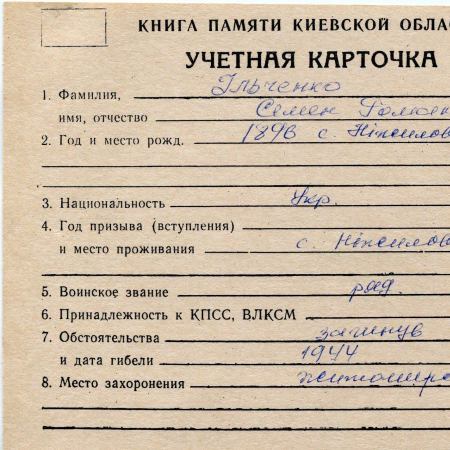 КНИГА ПАМЯТИ КИЕВСКОЙ ОБЛАС
УЧЕТНАЯ КАРТОЧКА
1. Фамилия, Ільченко
имя, отчество Семен
2. Год и место рожд. 1896 с.
3. Национальность Укр.
4. Год призыва (вступления)
и место проживания с.
5. Воинское звание ряд.
6. Принадлежность к КПСС, ВЛКСМ
7. Обстоятельства загинув
и дата гибели 1944
8. Место захоронения